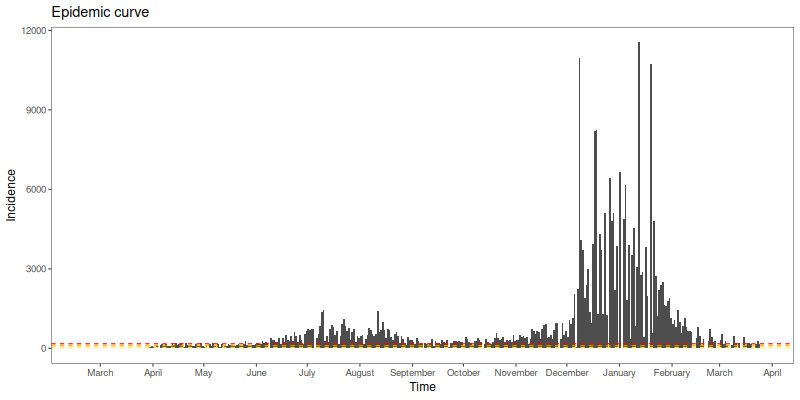 Epidemic curve
12000
9000
6000
3000
0
Incidence
March April May June July August September October November December January February March April
Time